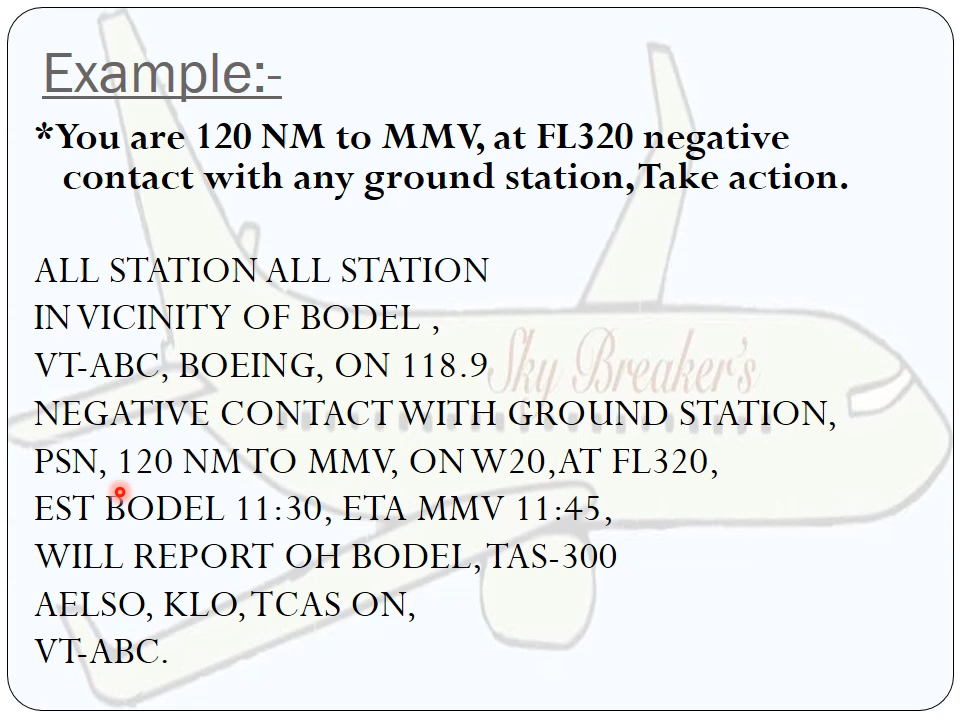 Example:-
*You are 120 NM to MMV, at FL320 negative
contact with any ground station, Take action.
ALL STATION ALL STATION
IN VICINITY OF BODEL ,
VT-ABC, BOEING, ON 118.9
Sky Breaker's
NEGATIVE CONTACT WITH GROUND STATION,
PSN, 120 NM TO MMV, ON W20, AT FL320,
EST BODEL 11:30, ETA MMV 11:45,
WILL REPORT OH BODEL, TAS-300
AELSO, KLO, TCAS ON,
VT-ABC.